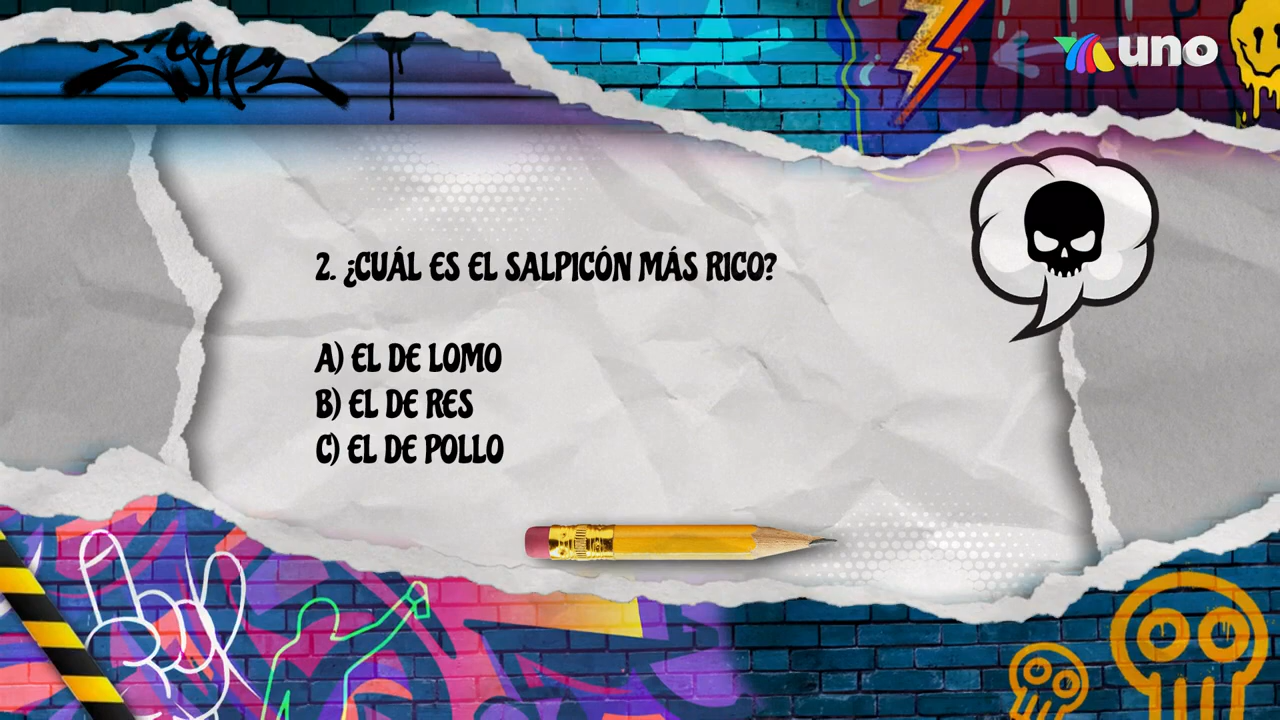 uno
2. ¿CUÁL ES EL SALPICÓN MÁS RICO?
A) EL DE LOMO
B) EL DE RES
C) EL DE POLLO